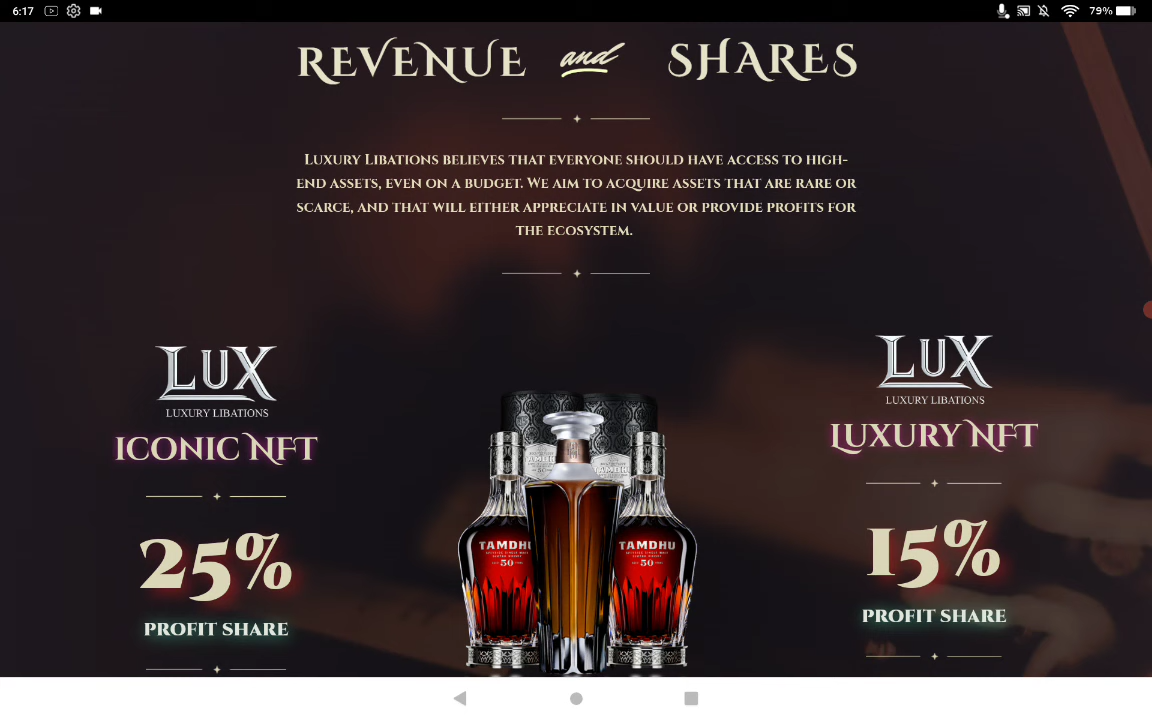 6:17
79%
REVENUE and SHARES
LUXURY LIBATIONS BELIEVES THAT EVERYONE SHOULD HAVE ACCESS TO HIGH-
END ASSETS, EVEN ON A BUDGET. WE AIM TO ACQUIRE ASSETS THAT ARE RARE OR
SCARCE, AND THAT WILL EITHER APPRECIATE IN VALUE OR PROVIDE PROFITS FOR
THE ECOSYSTEM.
LUX
LUXURY LIBATIONS
ICONIC NFT
25%
PROFIT SHARE
TAMDHU
50
TAMDHU
50
LUX
LUXURY LIBATIONS
LUXURY NFT
15%
PROFIT SHARE